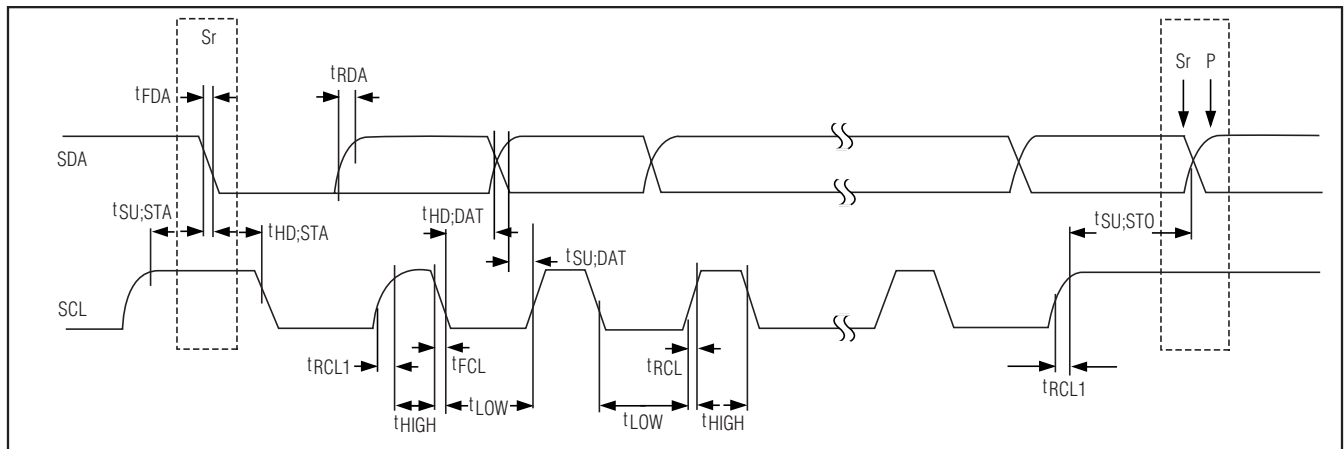 Sr
Sr P
tRDA
tFDA
SDA
tSU;STA
tHD;STA
tHD;DAT
tSU;DAT
tSU;STO
SCL
tRCL1
tFCL
tRCL
tRCL1
tHIGH
tLOW
tLOW
tHIGH